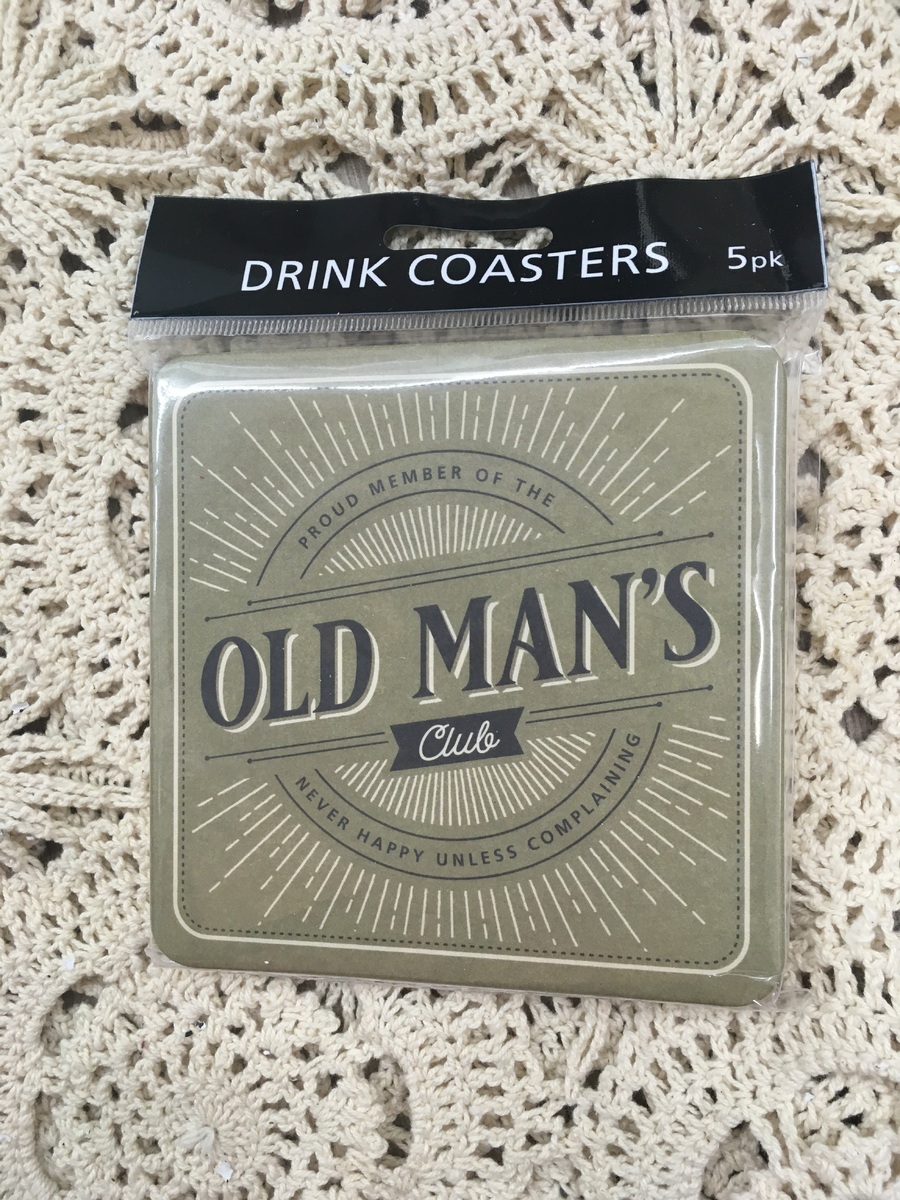 DRINK COASTERS 5pk
PROUD MEMBER OF THE
OLD MAN'S
Club
NEVER HAPPY UNLESS COMPLAINING